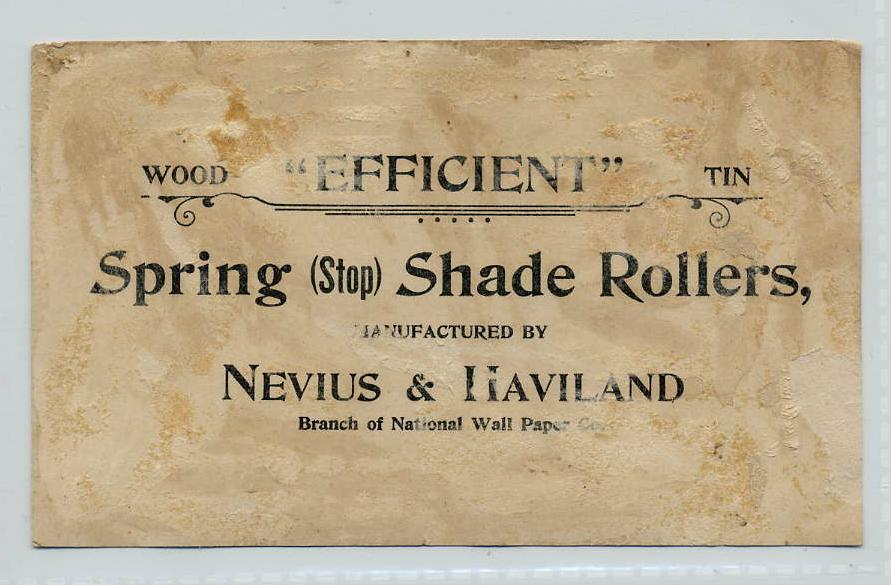 WOOD "EFFICIENT" TIN
Spring (Stop) Shade Rollers,
MANUFACTURED BY
NEVIUS & HAVILAND
Branch of National Wall Paper Co.